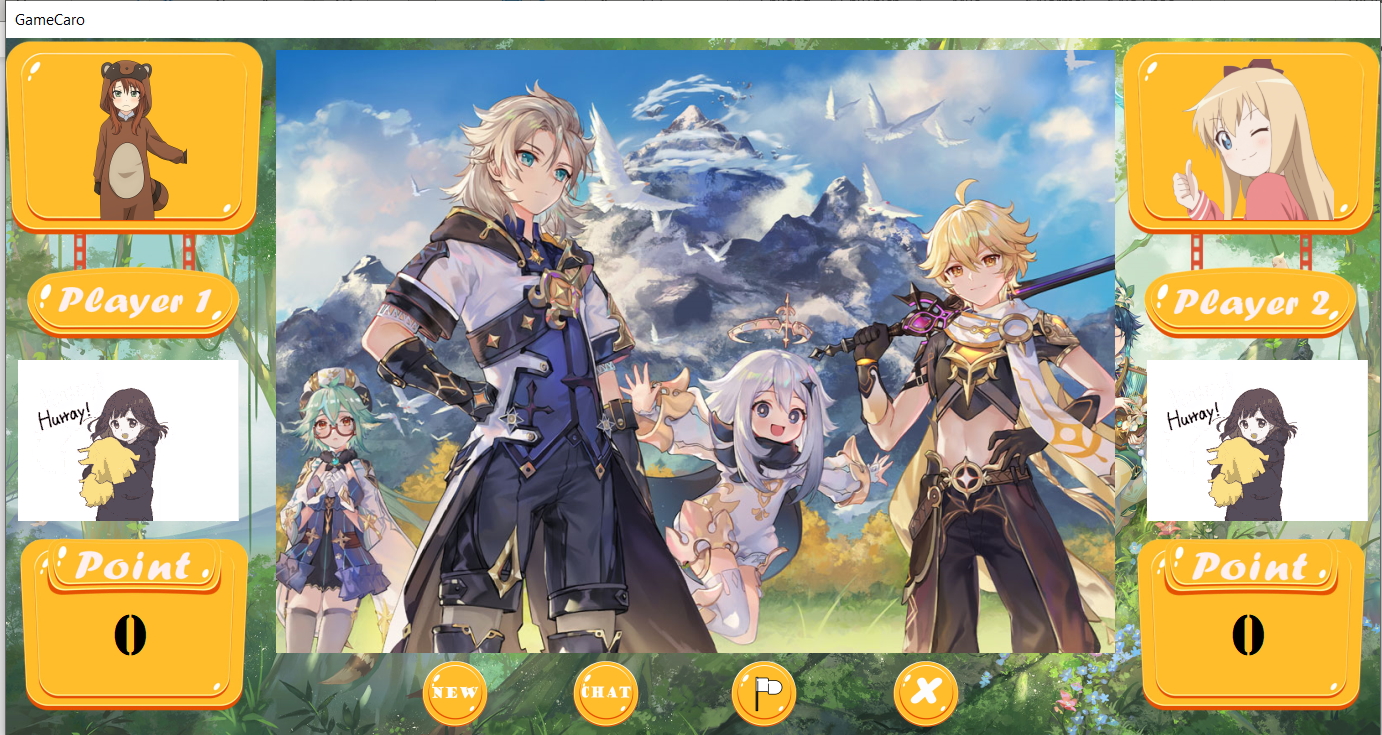 GameCaro
Player 1
Player 2
Hurray!
Hurray!
Point
Point
0
0
NEW
CHAT
X